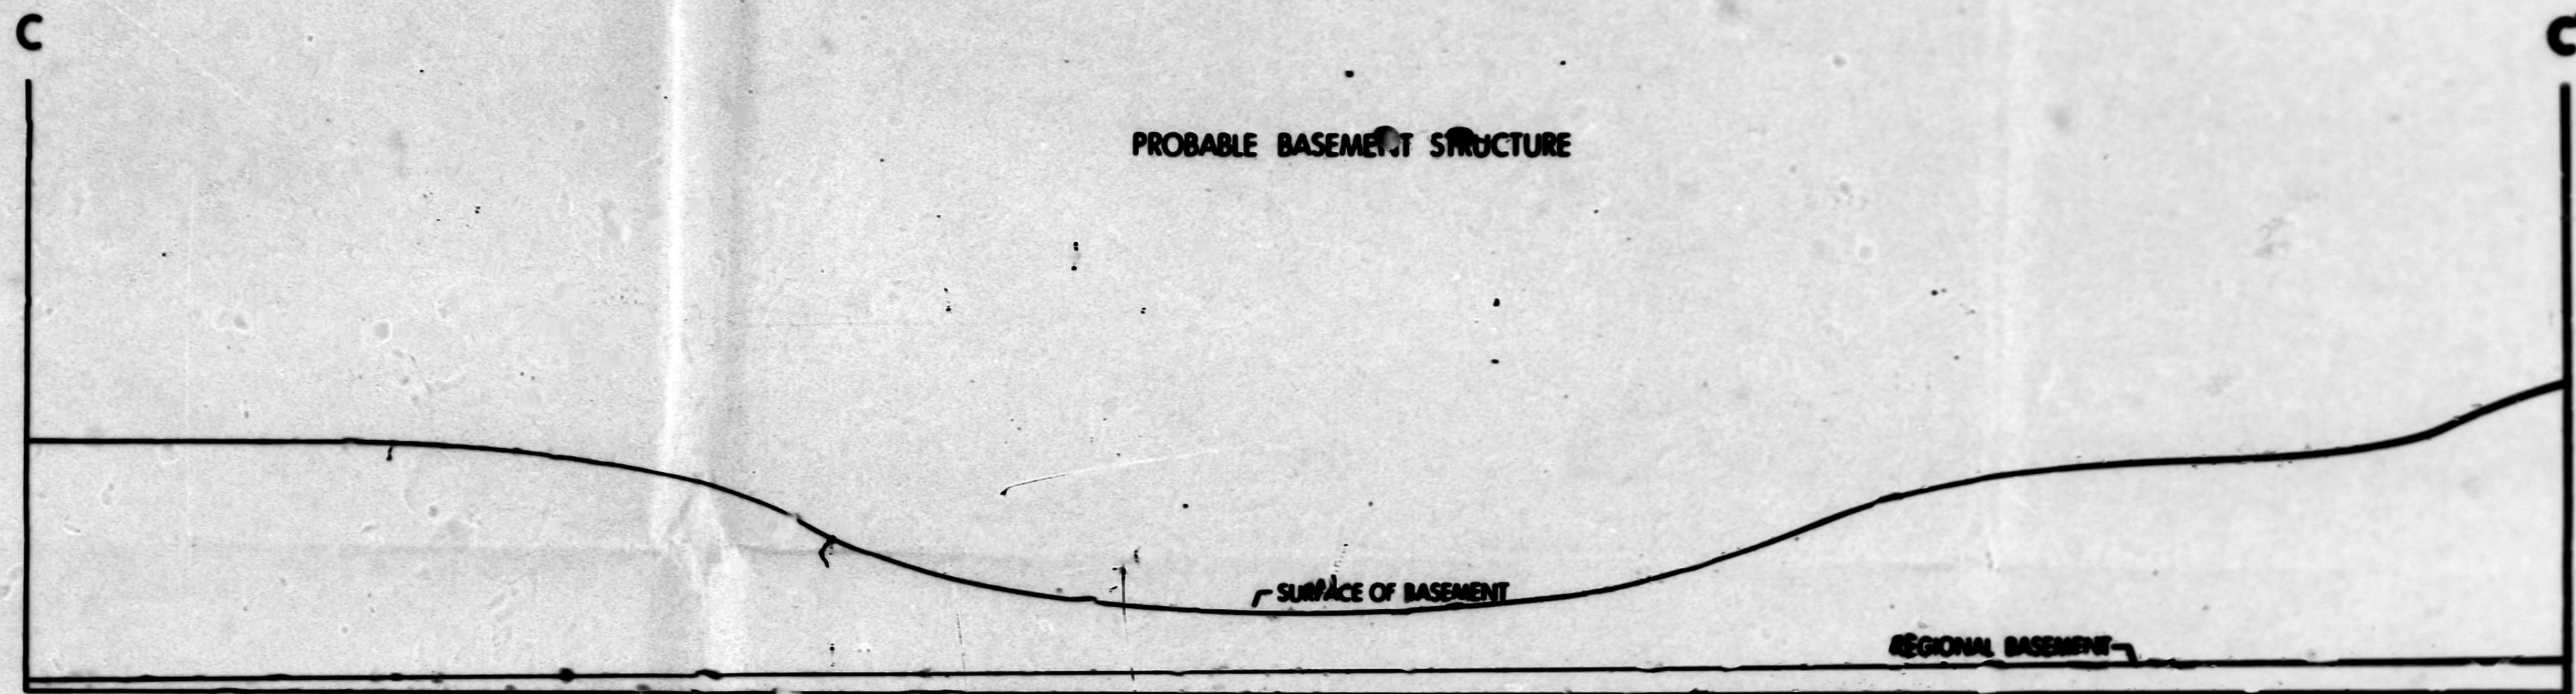 C C
PROBABLE BASEMENT STRUCTURE
SURFACE OF BASEMENT
REGIONAL BASEMENT